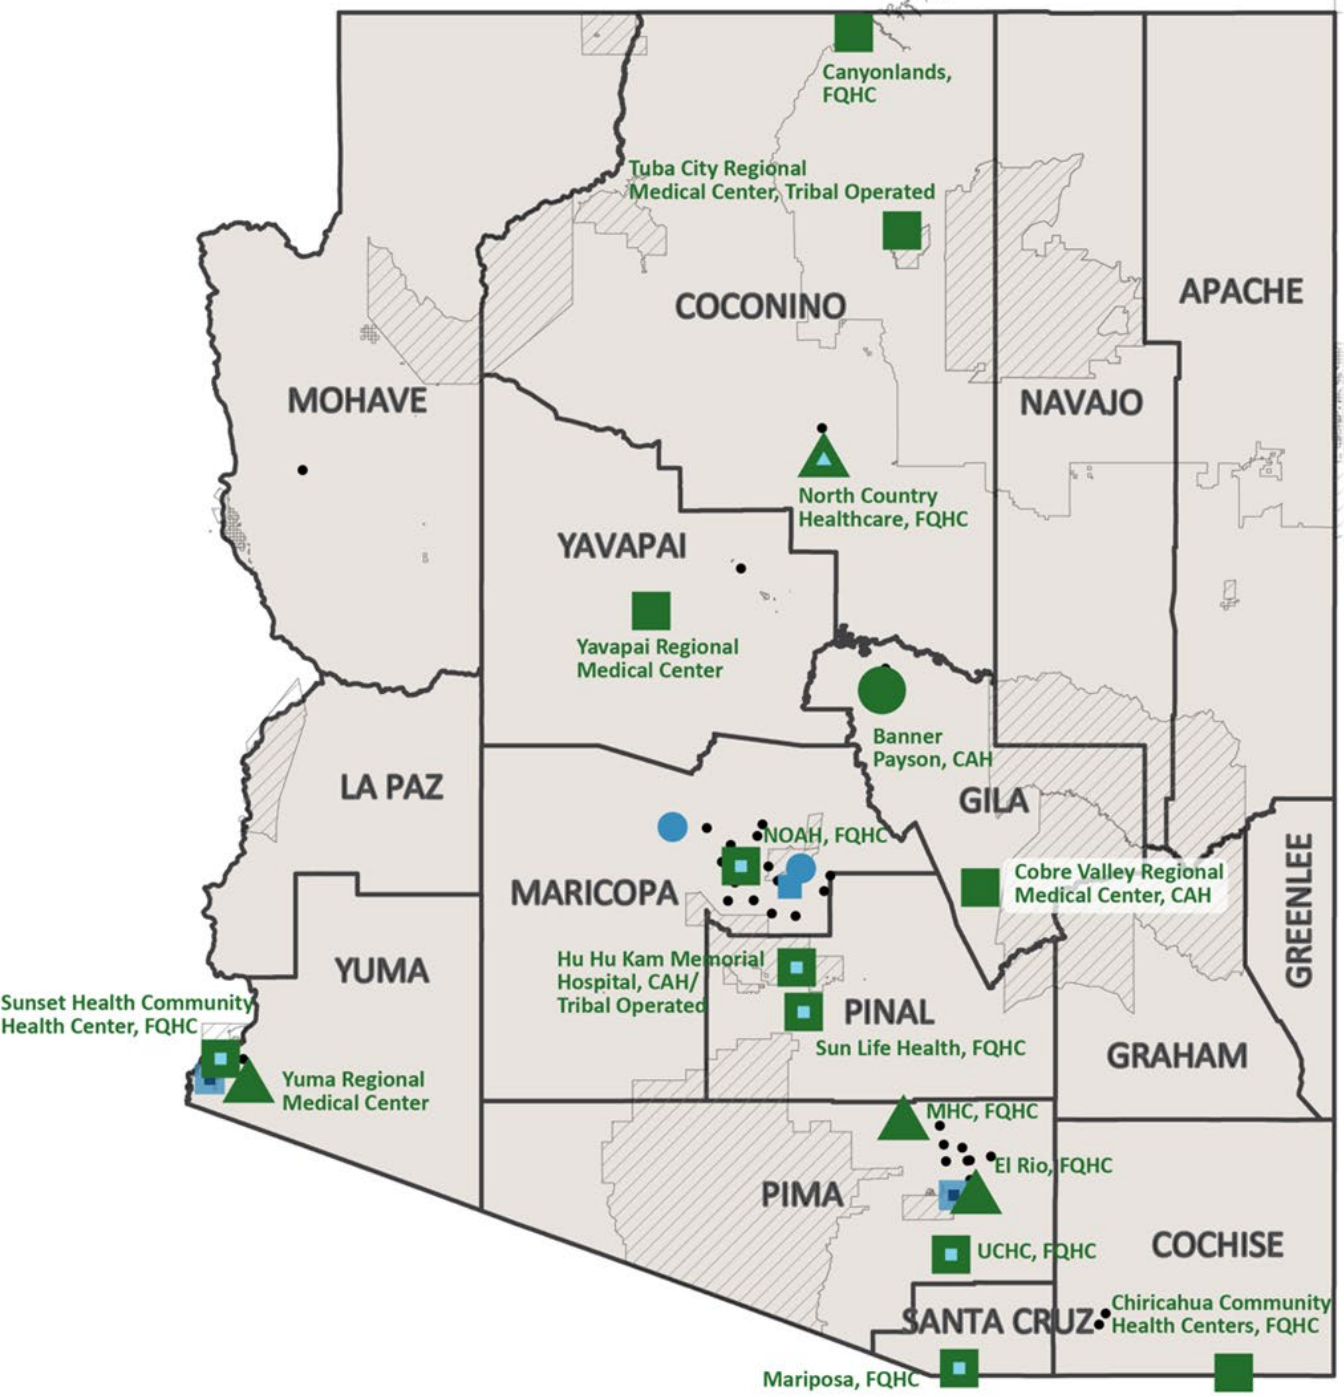 Canyonlands,
FQHC
Tuba City Regional
Medical Center, Tribal Operated
COCONINO
APACHE
MOHAVE
NAVAJO
North Country
Healthcare, FQHC
YAVAPAI
Yavapai Regional
Medical Center
Banner
Payson, CAH
LA PAZ
GILA
NOAH, FQHC
MARICOPA
Cobre Valley Regional
Medical Center, CAH
GREENLEE
YUMA
Hu Hu Kam Memorial
Hospital, CAH/
Tribal Operated
Sunset Health Community
Health Center, FQHC
PINAL
Sun Life Health, FQHC
GRAHAM
Yuma Regional
Medical Center
MHC, FQHC
El Rio, FQHC
PIMA
UCHC, FQHC
COCHISE
SANTA CRUZ
Chiricahua Community
Health Centers, FQHC
Mariposa, FQHC